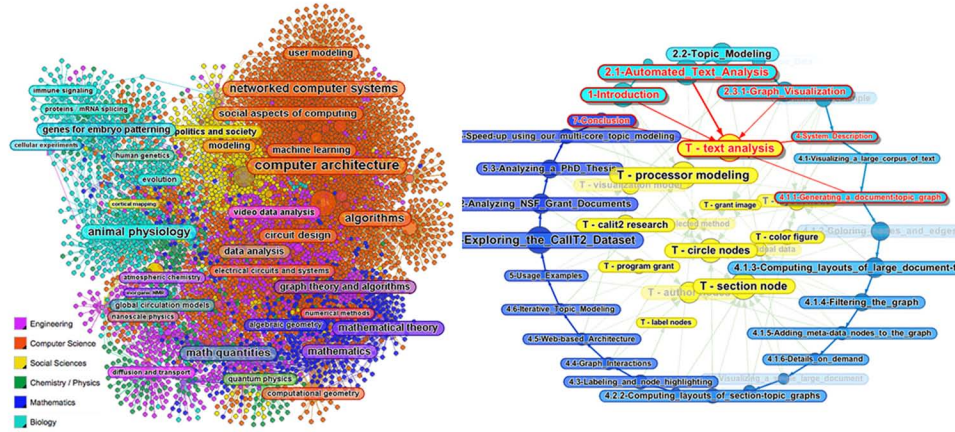 user modeling
networked computer systems
immune signaling
proteins / mRNA splicing
social aspects of computing
genes for embryo patterning
politics and society
cellular experiments
modeling
machine learning
human genetics
computer architecture
evolution
cortical mapping
video data analysis
algorithms
animal physiology
circuit design
data analysis
atmospheric chemistry
electrical circuits and systems
graph theory and algorithms
global circulation models
numerical methods
nanoscale physics
algebraic geometry
mathematical theory
math quantities
mathematics
diffusion and transport
quantum physics
computational geometry
Engineering
Computer Science
Social Sciences
Chemistry / Physics
Mathematics
Biology
2.2-Topic_Modeling
2.1-Automated_Text_Analysis
1-Introduction
2.3.1-Graph_Visualization
7-Conclusion
4-System_Description
Speed-up_using_our_multi-core_topic_modeling
T - text analysis
4.1-Visualizing_a_large_corpus_of_text
5.3-Analyzing_a_PhD_Thesis
T - processor modeling
T - visualization model
4.1.1-Generating_a_document-topic_graph
2-Analyzing_NSF_Grant_Documents
T - grant image
T - calit2 research
-Exploring_the_CalIT2_Dataset
T - circle nodes
T - color figure
T - program grant
4.1.3-Computing_layouts_of_large_document-t
5-Usage_Examples
T - section node
4.1.4-Filtering_the_graph
4.6-Iterative_Topic_Modeling
T - label nodes
4.1.5-Adding_meta-data_nodes_to_the_graph
4.5-Web-based_Architecture
4.4-Graph_Interactions
4.1.6-Details_on_demand
4.3-Labeling_and_node_highlighting
4.2.2-Computing_layouts_of_section-topic_graphs